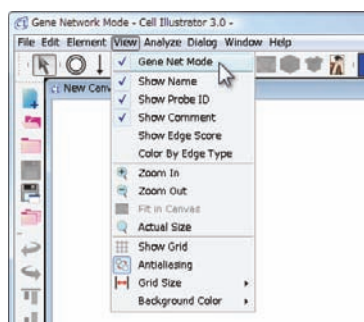 Gene Network Mode - Cell Illustrator 3.0 -
File Edit Element View Analyze Dialog Window Help
Gene Net Mode
New Canv
Show Name
Show Probe ID
Show Comment
Show Edge Score
Color By Edge Type
Zoom In
Zoom Out
Fit in Canvas
Actual Size
Show Grid
Antialiasing
Grid Size
Background Color